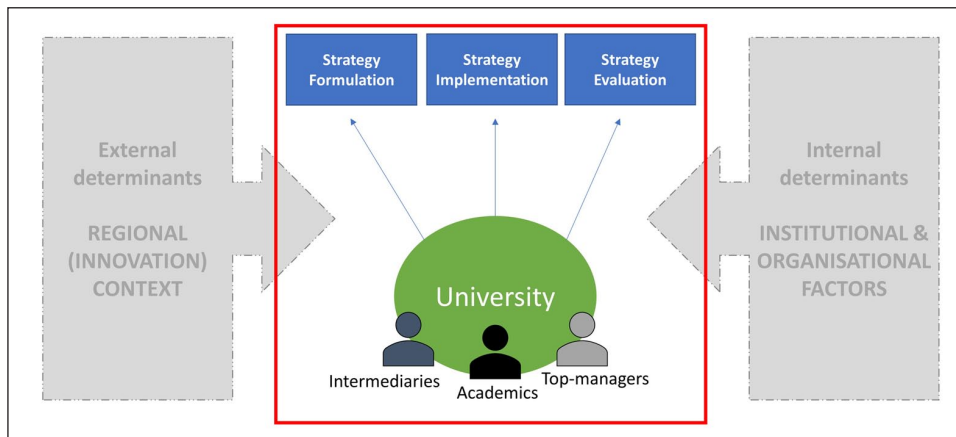 Strategy
Formulation
Strategy
Implementation
Strategy
Evaluation
External
determinants
REGIONAL
(INNOVATION)
CONTEXT
Internal
determinants
INSTITUTIONAL &
ORGANISATIONAL
FACTORS
University
Intermediaries
Academics
Top-managers